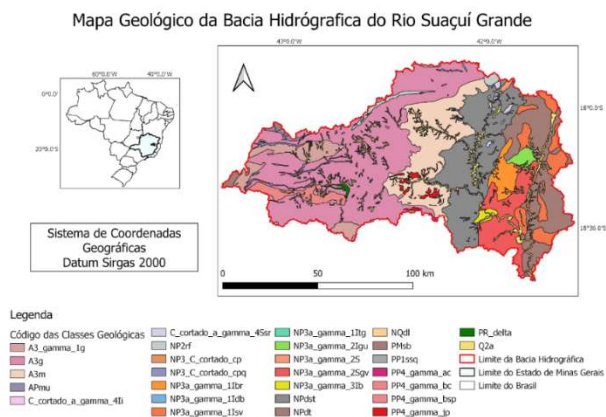 Mapa Geológico da Bacia Hidrógrafica do Rio Suaçuí Grande
60°0.0'W 40°0.0'W
0°0.0'
20°0.0'S
43°0.0'W 42°0.0'W
18°0.0'S
18°30.0'S
Sistema de Coordenadas
Geográficas
Datum Sirgas 2000
0 50 100 km
Legenda
Código das Classes Geológicas
A3_gamma_1g
A3g
A3m
APmu
C_cortado_a_gamma_4Ii
C_cortado_a_gamma_4Ssr
NP2rf
NP3_C_cortado_cp
NP3_C_cortado_cpq
NP3a_gamma_1Ibr
NP3a_gamma_1Idb
NP3a_gamma_1Isv
NP3a_gamma_1Itg
NP3a_gamma_2Igu
NP3a_gamma_2S
NP3a_gamma_2Sgv
NP3a_gamma_3Ib
NPdst
NPdt
NQdl
PMsb
PP1ssq
PP4_gamma_ac
PP4_gamma_bc
PP4_gamma_bsp
PP4_gamma_jp
PR_delta
Q2a
Limite da Bacia Hidrográfica
Limite do Estado de Minas Gerais
Limite do Brasil